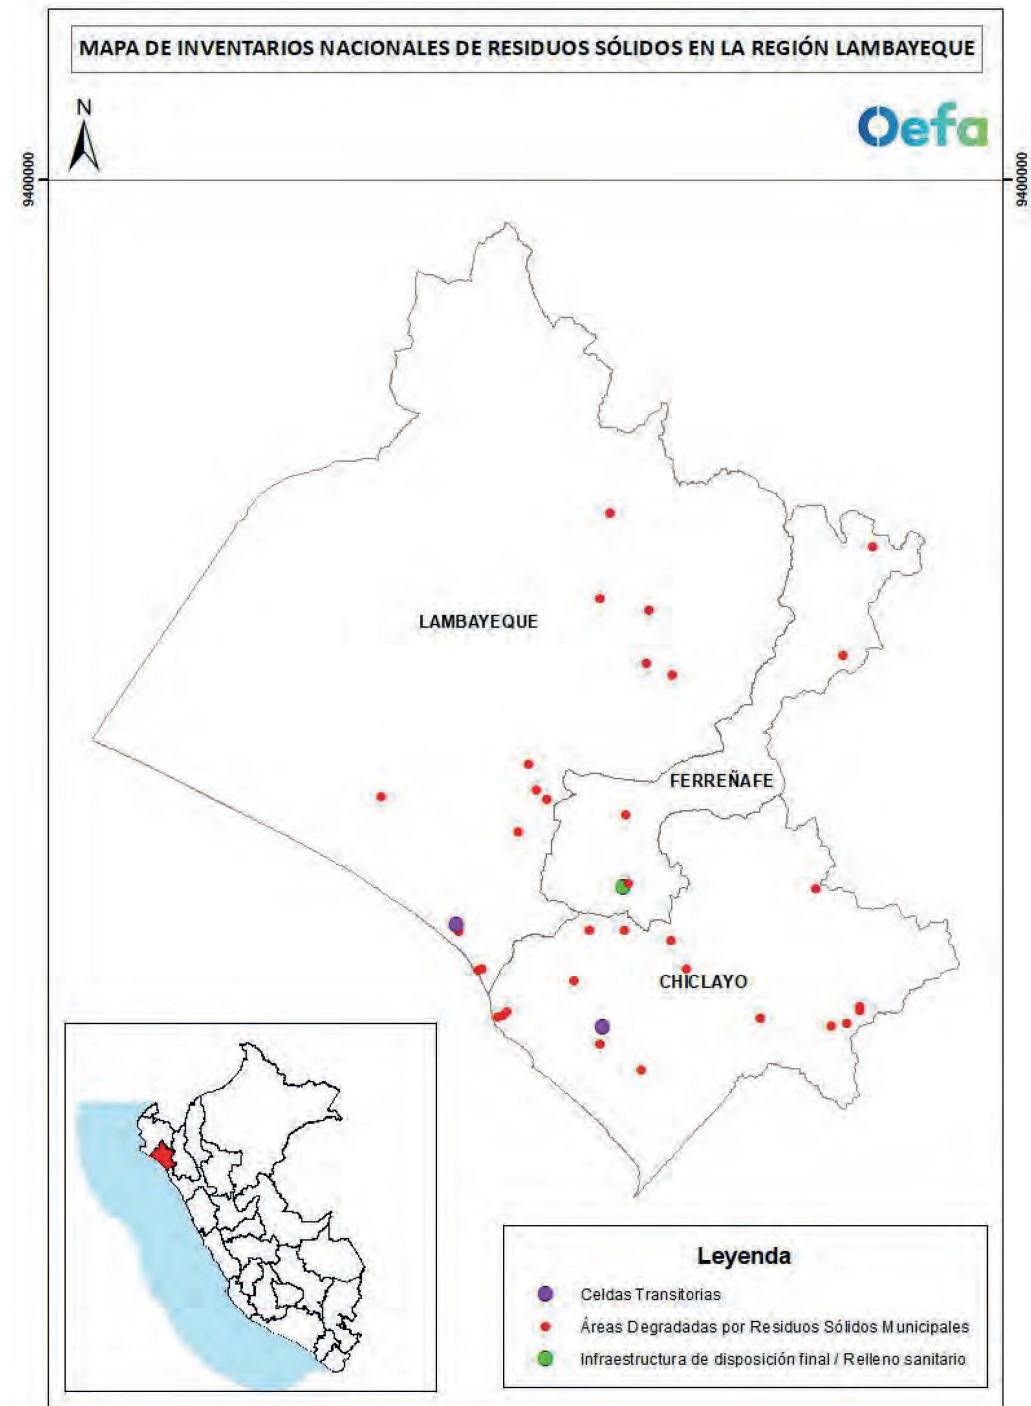 MAPA DE INVENTARIOS NACIONALES DE RESIDUOS SÓLIDOS EN LA REGIÓN LAMBAYEQUE
N
Oefa
9400000
9400000
LAMBAYEQUE
FERREÑAFE
CHICLAYO
Leyenda
Celdas Transitorias
Áreas Degradadas por Residuos Sólidos Municipales
Infraestructura de disposición final / Relleno sanitario